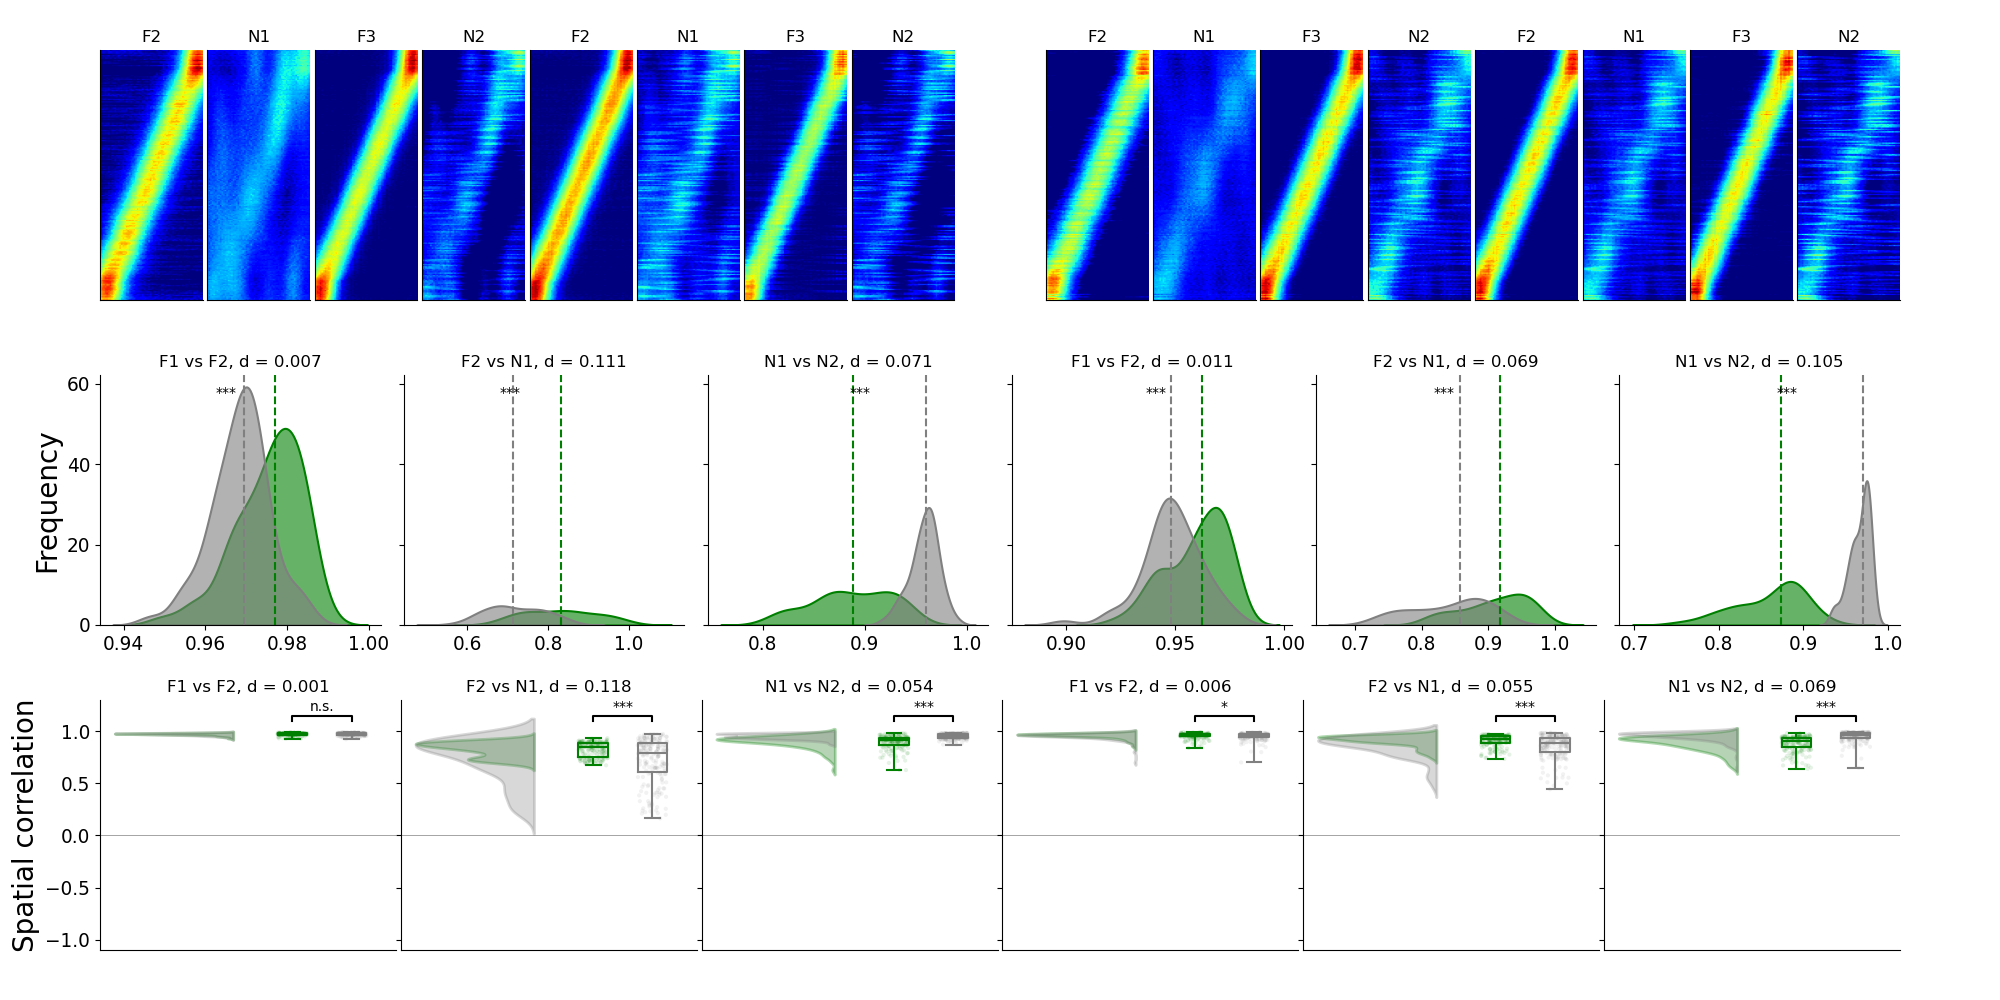 F2 N1 F3 N2 F2 N1 F3 N2 F2 N1 F3 N2 F2 N1 F3 N2
F1 vs F2, d = 0.007 F2 vs N1, d = 0.111 N1 vs N2, d = 0.071 F1 vs F2, d = 0.011 F2 vs N1, d = 0.069 N1 vs N2, d = 0.105
*** *** *** *** *** ***
60
40
20
0
Frequency
0.94 0.96 0.98 1.00 0.6 0.8 1.0 0.8 0.9 1.0 0.90 0.95 1.00 0.7 0.8 0.9 1.0 0.7 0.8 0.9 1.0
F1 vs F2, d = 0.001 F2 vs N1, d = 0.118 N1 vs N2, d = 0.054 F1 vs F2, d = 0.006 F2 vs N1, d = 0.055 N1 vs N2, d = 0.069
n.s. *** *** * *** ***
1.0
0.5
0.0
−0.5
−1.0
Spatial correlation